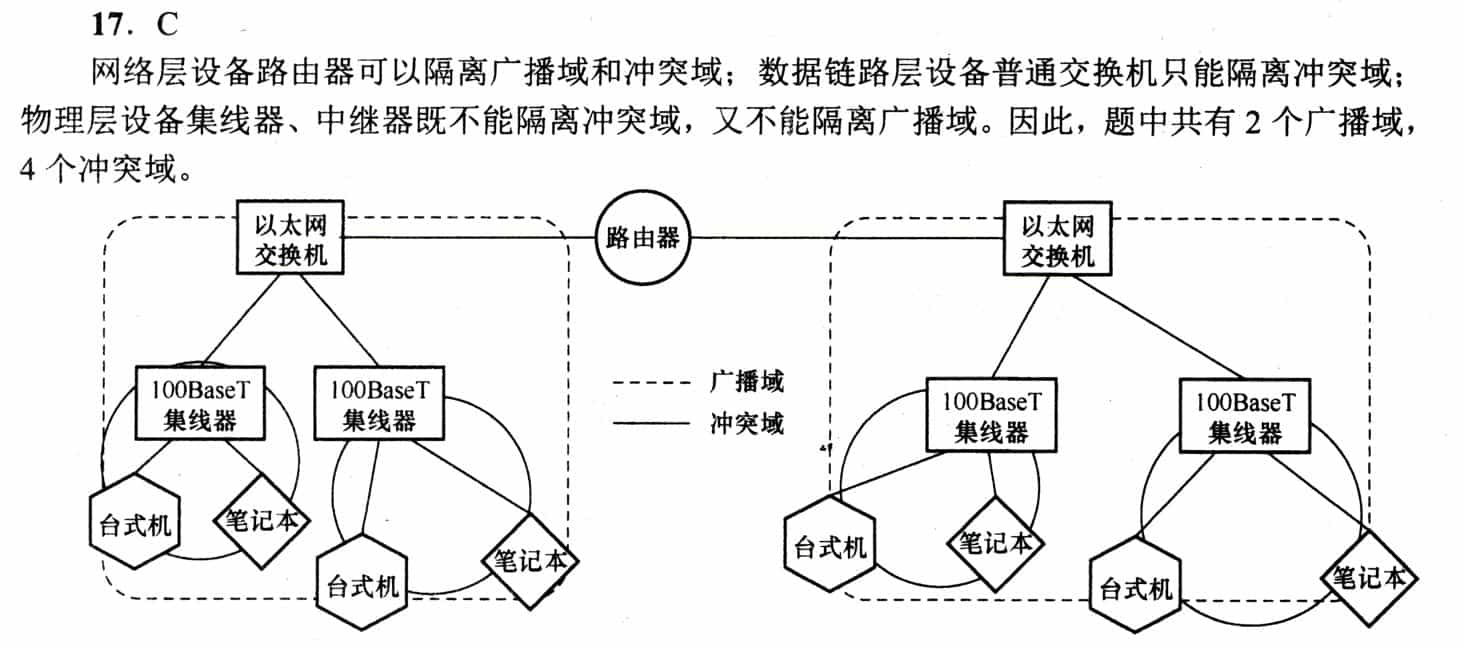 17. C
网络层设备路由器可以隔离广播域和冲突域；数据链路层设备普通交换机只能隔离冲突域；
物理层设备集线器、中继器既不能隔离冲突域，又不能隔离广播域。因此，题中共有 2 个广播域，
4 个冲突域。
以太网
交换机
路由器
以太网
交换机
100BaseT
集线器
100BaseT
集线器
广播域
冲突域
100BaseT
集线器
100BaseT
集线器
台式机
笔记本
台式机
笔记本
台式机
笔记本
台式机
笔记本